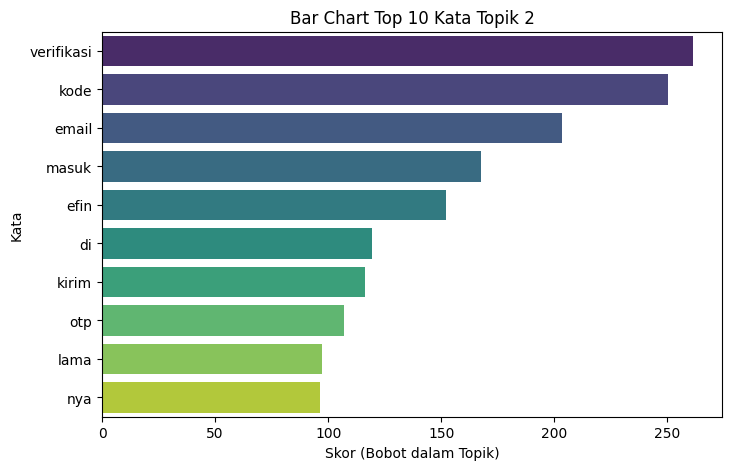 Bar Chart Top 10 Kata Topik 2
verifikasi
kode
email
masuk
efin
di
kirim
otp
lama
nya
Kata
0 50 100 150 200 250
Skor (Bobot dalam Topik)